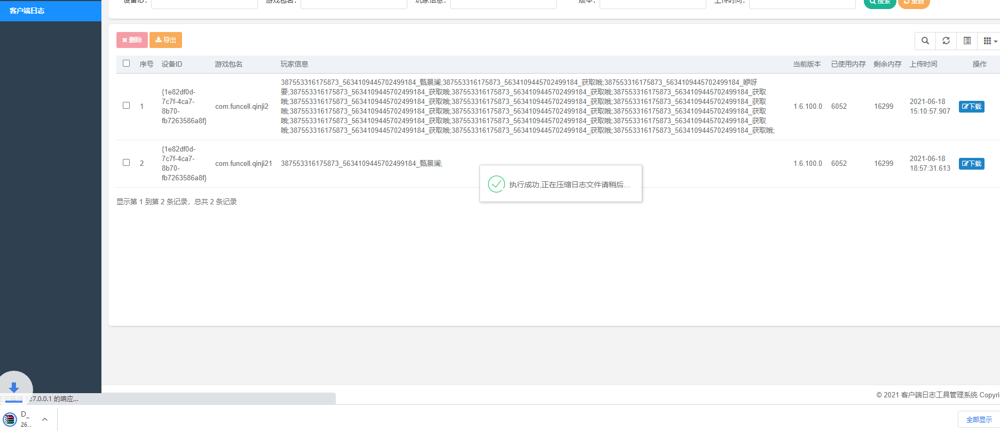 客户端日志
设备ID：
游戏包名：
玩家信息：
版本：
上传时间：
搜索
重置
删除
导出
序号 设备ID 游戏包名 玩家信息 当前版本 已使用内存 剩余内存 上传时间 操作
1
{1e82df0d-
7c7f-4ca7-
8b70-
fb7263586a8f}
com.funcell.qinji2
387553316175873_5634109445702499184_甄景澜;387553316175873_5634109445702499184_获取哦;387553316175873_5634109445702499184_咿呀
要;387553316175873_5634109445702499184_获取哦;387553316175873_5634109445702499184_获取哦;387553316175873_5634109445702499184_获取
哦;387553316175873_5634109445702499184_获取哦;387553316175873_5634109445702499184_获取哦;387553316175873_5634109445702499184_获取
哦;387553316175873_5634109445702499184_获取哦;387553316175873_5634109445702499184_获取哦;387553316175873_5634109445702499184_获取
哦;387553316175873_5634109445702499184_获取哦;387553316175873_5634109445702499184_获取哦;387553316175873_5634109445702499184_获取
哦;387553316175873_5634109445702499184_获取哦;387553316175873_5634109445702499184_获取哦;387553316175873_5634109445702499184_获取哦;
1.6.100.0
6052
16299
2021-06-18
15:10:57.907
下载
2
{1e82df0d-
7c7f-4ca7-
8b70-
fb7263586a8f}
com.funcell.qinji21
387553316175873_5634109445702499184_甄景澜;
1.6.100.0
6052
16299
2021-06-18
18:57:31.613
下载
执行成功,正在压缩日志文件请稍后...
显示第 1 到第 2 条记录，总共 2 条记录
© 2021 客户端日志工具管理系统 Copyri
正在等待 127.0.0.1 的响应...
D_
26...
全部显示